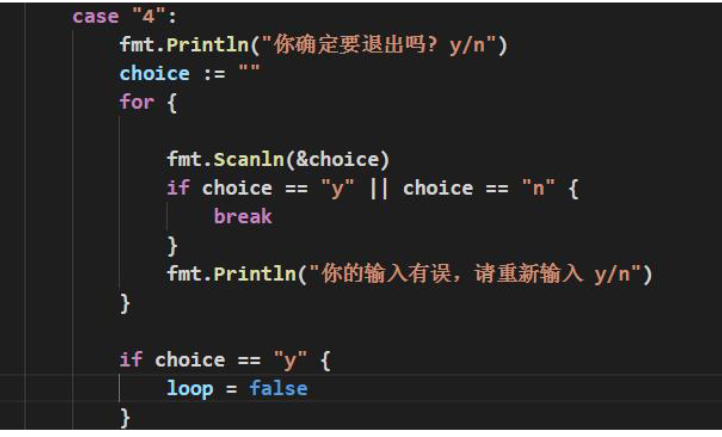 case "4":
fmt.Println("你确定要退出吗? y/n")
choice := ""
for {
fmt.Scanln(&choice)
if choice == "y" || choice == "n" {
break
}
fmt.Println("你的输入有误，请重新输入 y/n")
}
if choice == "y" {
loop = false
}